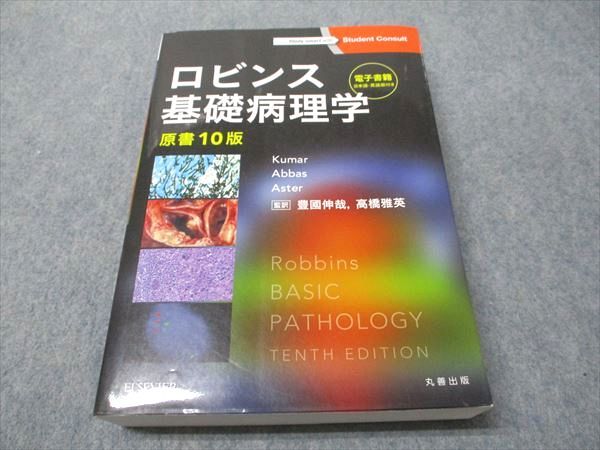 Student Consult
ロビンス
基礎病理学
電子書籍
日本語・英語版付き
原書10版
Kumar
Abbas
Aster
監訳 豊國伸哉, 高橋雅英
Robbins
BASIC
PATHOLOGY
TENTH EDITION
ELSEVIER
丸善出版